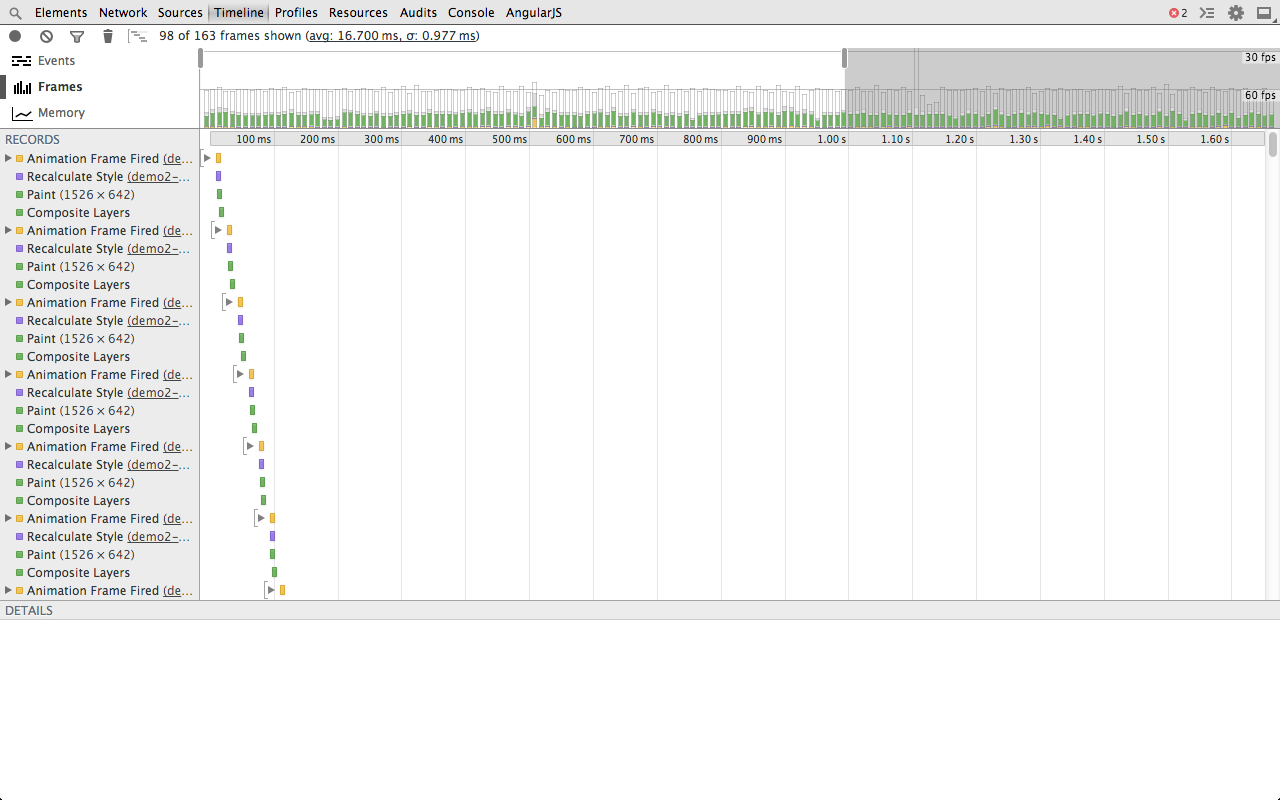 Elements Network Sources Timeline Profiles Resources Audits Console AngularJS 2
98 of 163 frames shown (avg: 16.700 ms, σ: 0.977 ms)
Events
Frames
Memory
30 fps
60 fps
RECORDS
100 ms 200 ms 300 ms 400 ms 500 ms 600 ms 700 ms 800 ms 900 ms 1.00 s 1.10 s 1.20 s 1.30 s 1.40 s 1.50 s 1.60 s
Animation Frame Fired (de...
Recalculate Style (demo2-...
Paint (1526 × 642)
Composite Layers
Animation Frame Fired (de...
Recalculate Style (demo2-...
Paint (1526 × 642)
Composite Layers
Animation Frame Fired (de...
Recalculate Style (demo2-...
Paint (1526 × 642)
Composite Layers
Animation Frame Fired (de...
Recalculate Style (demo2-...
Paint (1526 × 642)
Composite Layers
Animation Frame Fired (de...
Recalculate Style (demo2-...
Paint (1526 × 642)
Composite Layers
Animation Frame Fired (de...
Recalculate Style (demo2-...
Paint (1526 × 642)
Composite Layers
Animation Frame Fired (de...
DETAILS